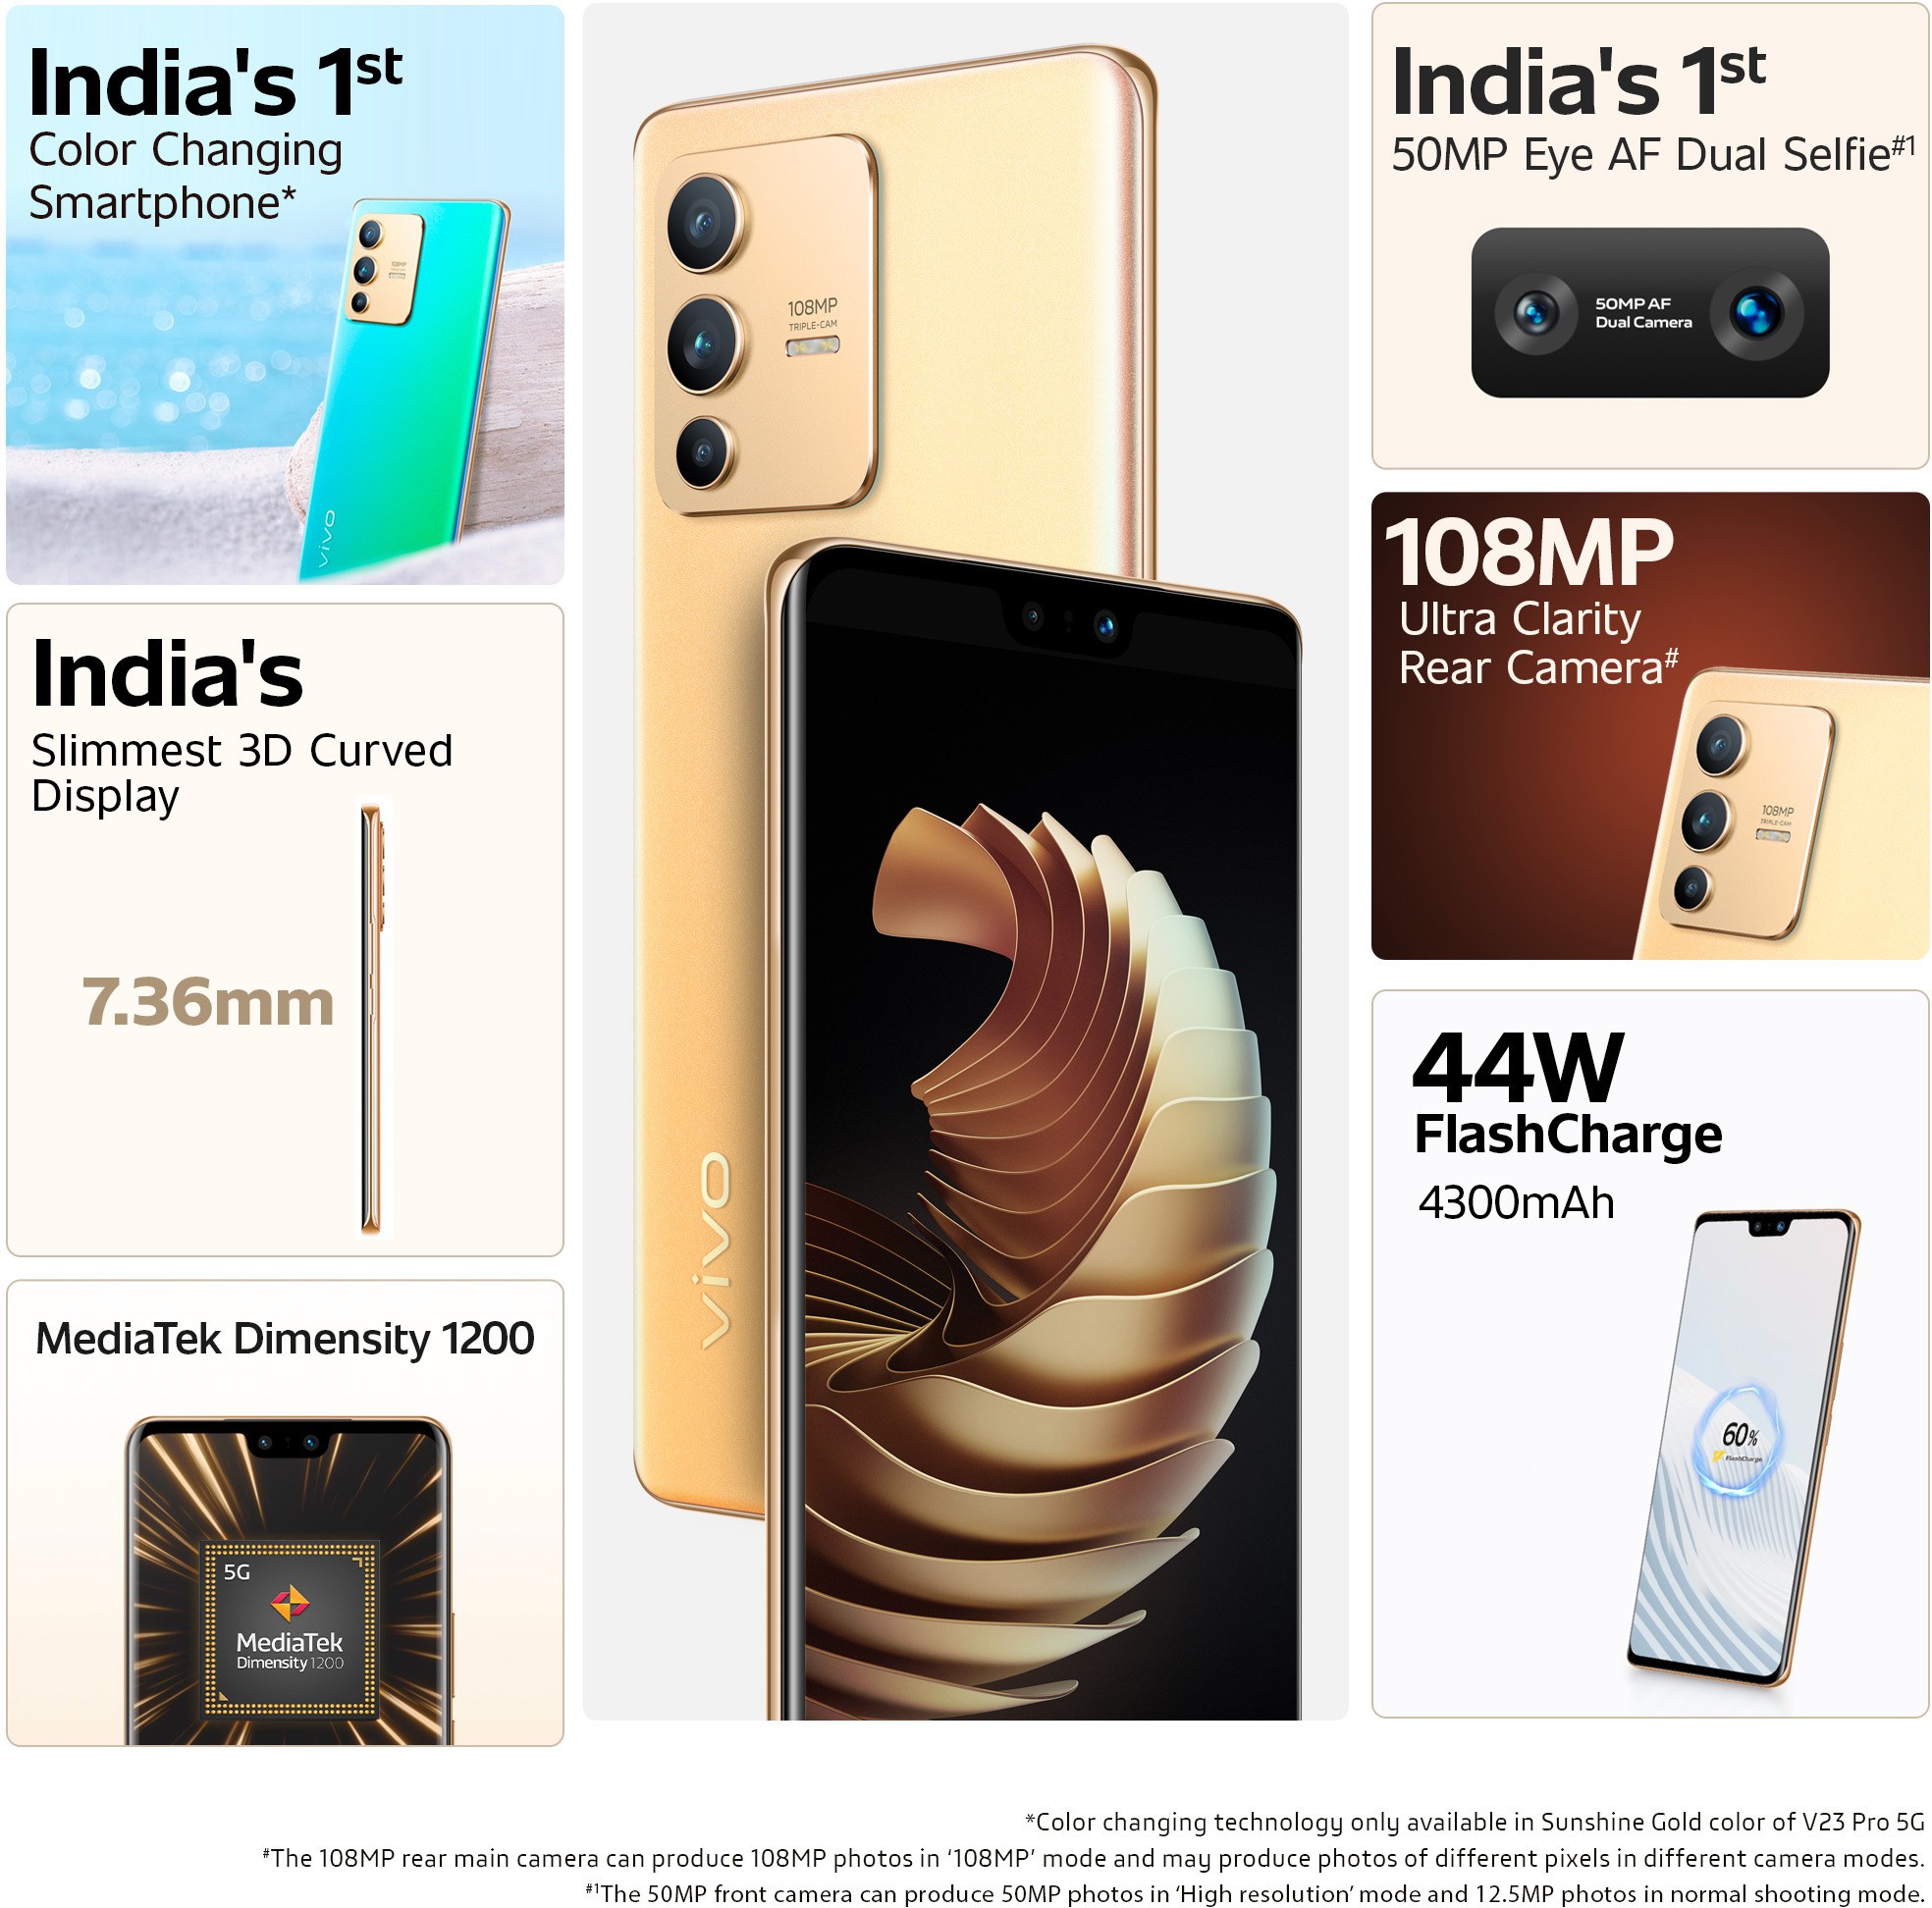 India's 1st
Color Changing
Smartphone*
108MP
vivo
India's
Slimmest 3D Curved
Display
7.36mm
MediaTek Dimensity 1200
5G
MediaTek
Dimensity 1200
108MP
TRIPLE-CAM
vivo
India's 1st
50MP Eye AF Dual Selfie#1
50MP AF
Dual Camera
108MP
Ultra Clarity
Rear Camera#
108MP
TRIPLE-CAM
44W
FlashCharge
4300mAh
60%
FlashCharge
*Color changing technology only available in Sunshine Gold color of V23 Pro 5G
#The 108MP rear main camera can produce 108MP photos in ‘108MP’ mode and may produce photos of different pixels in different camera modes.
#1The 50MP front camera can produce 50MP photos in ‘High resolution’ mode and 12.5MP photos in normal shooting mode.